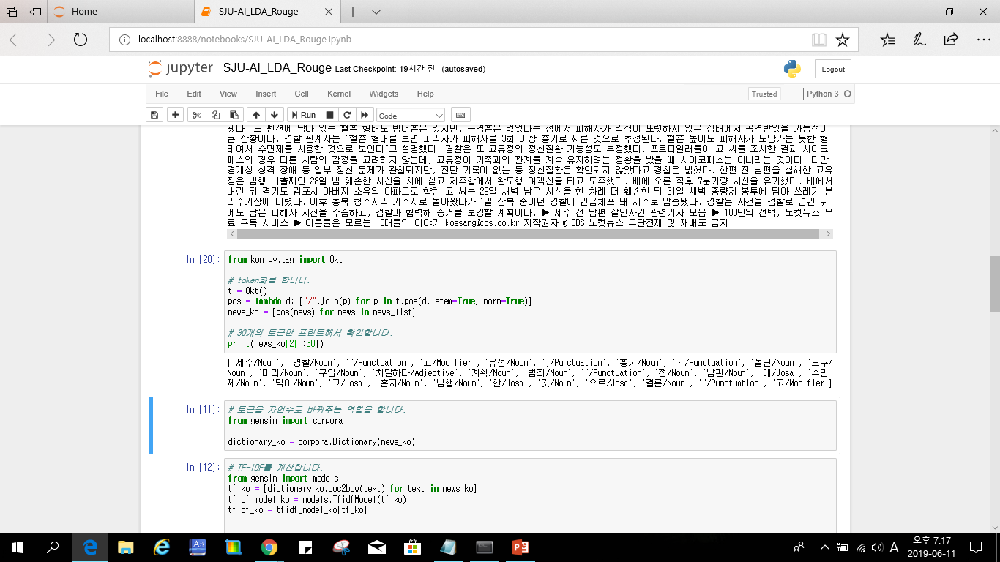 Home
SJU-AI_LDA_Rouge
localhost:8888/notebooks/SJU-AI_LDA_Rouge.ipynb
jupyter SJU-AI_LDA_Rouge Last Checkpoint: 19시간 전 (autosaved)
Logout
File Edit View Insert Cell Kernel Widgets Help
Trusted Python 3
Run Code
됐다. 또 펜션에 남아 있는 혈흔 형태도 방어흔은 있지만, 공격흔은 없었다는 점에서 피해자가 의식이 또렷하지 않은 상태에서 공격받았을 가능성이
큰 상황이다. 경찰 관계자는 "혈흔 형태를 보면 피의자가 피해자를 3회 이상 흉기로 찌른 것으로 추정된다. 혈흔 높이도 피해자가 도망가는 듯한 형
태여서 수면제를 사용한 것으로 보인다"고 설명했다. 경찰은 또 고유정의 정신질환 가능성도 부정했다. 프로파일러들이 고 씨를 조사한 결과 사이코
패스의 경우 다른 사람의 감정을 고려하지 않는데, 고유정이 가족과의 관계를 계속 유지하려는 정황을 봤을 때 사이코패스는 아니라는 것이다. 다만
경계성 성격 장애 등 일부 정신 문제가 관찰되지만, 진단 기록이 없는 등 정신질환은 확인되지 않았다고 경찰은 밝혔다. 한편 전 남편을 살해한 고유
정은 범행 나흘째인 28일 밤 훼손한 시신을 차에 싣고 제주항에서 완도행 여객선을 타고 도주했다. 배에 오른 직후 7분가량 시신을 유기했다. 배에서
내린 뒤 경기도 김포시 아버지 소유의 아파트로 향한 고 씨는 29일 새벽 남은 시신을 한 차례 더 훼손한 뒤 31일 새벽 종량제 봉투에 담아 쓰레기 분
리수거장에 버렸다. 이후 충북 청주시의 거주지로 돌아왔다가 1일 잠복 중이던 경찰에 긴급체포 돼 제주로 압송됐다. 경찰은 사건을 검찰로 넘긴 뒤
에도 남은 피해자 시신을 수습하고, 검찰과 협력해 증거를 보강할 계획이다. ▶ 제주 전 남편 살인사건 관련기사 모음 ▶ 100만의 선택, 노컷뉴스 무
료 구독 서비스 ▶ 어른들은 모르는 10대들의 이야기 kossang@cbs.co.kr 저작권자 @ CBS 노컷뉴스 무단전재 및 재배포 금지
In [20]: from konlpy.tag import Okt
# token화를 합니다.
t = Okt()
pos = lambda d: ["/".join(p) for p in t.pos(d, stem=True, norm=True)]
news_ko = [pos(news) for news in news_list]
# 30개의 토큰만 프린트해서 확인합니다.
print(news_ko[2][:30])
['제주/Noun', '경찰/Noun', '"/Punctuation', '고/Modifier', '유정/Noun', ',/Punctuation', '흉기/Noun', '·/Punctuation', '절단/Noun', '도구/
Noun', '미리/Noun', '구입/Noun', '치밀하다/Adjective', '계획/Noun', '범죄/Noun', '"/Punctuation', '전/Noun', '남편/Noun', '에/Josa', '수면
제/Noun', '먹이/Noun', '고/Josa', '혼자/Noun', '범행/Noun', '한/Josa', '것/Noun', '으로/Josa', '결론/Noun', '"/Punctuation', '고/Modifier']
In [11]: # 토큰을 자연수로 바꿔주는 역할을 합니다.
from gensim import corpora
dictionary_ko = corpora.Dictionary(news_ko)
In [12]: # TF-IDF를 계산합니다.
from gensim import models
tf_ko = [dictionary_ko.doc2bow(text) for text in news_ko]
tfidf_model_ko = models.TfidfModel(tf_ko)
tfidf_ko = tfidf_model_ko[tf_ko]
A 오후 7:17
2019-06-11